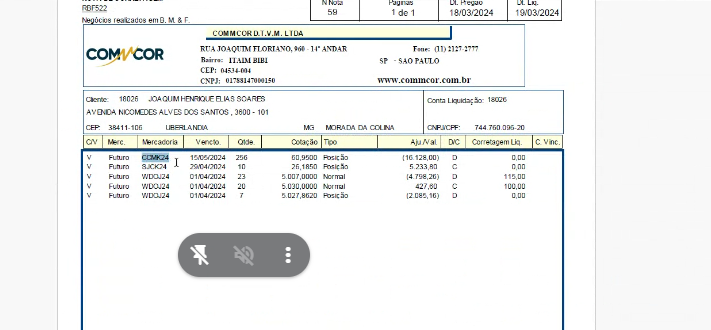 RBF522
Negócios realizados em B. M. & F.
N Nota Páginas Dt. Pregão Dt. Liq.
59 1 de 1 18/03/2024 19/03/2024
COMMCOR D.T.V.M. LTDA
COMMCOR
RUA JOAQUIM FLORIANO, 960 - 14º ANDAR Fone: (11) 2127-2777
Bairro: ITAIM BIBI SP - SAO PAULO
CEP: 04534-004
CNPJ: 01788147000150 www.commcor.com.br
Cliente: 18026 JOAQUIM HENRIQUE ELIAS SOARES Conta Liquidação: 18026
AVENIDA NICOMEDES ALVES DOS SANTOS , 3600 - 101
CEP: 38411-106 UBERLANDIA MG MORADA DA COLINA CNPJ/CPF: 744.760.096-20
C/V Merc. Mercadoria Vencto. Qtde. Cotação Tipo Aju./Val. D/C Corretagem Liq. C. Vinc.
V Futuro CCMK24 15/05/2024 256 60,9500 Posição (16.128,00) D 0,00
V Futuro SJCK24 29/04/2024 10 26,1850 Posição 5.233,80 C 0,00
V Futuro WDOJ24 01/04/2024 23 5.007,0000 Normal (4.798,26) D 115,00
V Futuro WDOJ24 01/04/2024 20 5.030,0000 Normal 427,60 C 100,00
V Futuro WDOJ24 01/04/2024 7 5.027,8620 Posição (2.085,16) D 0,00